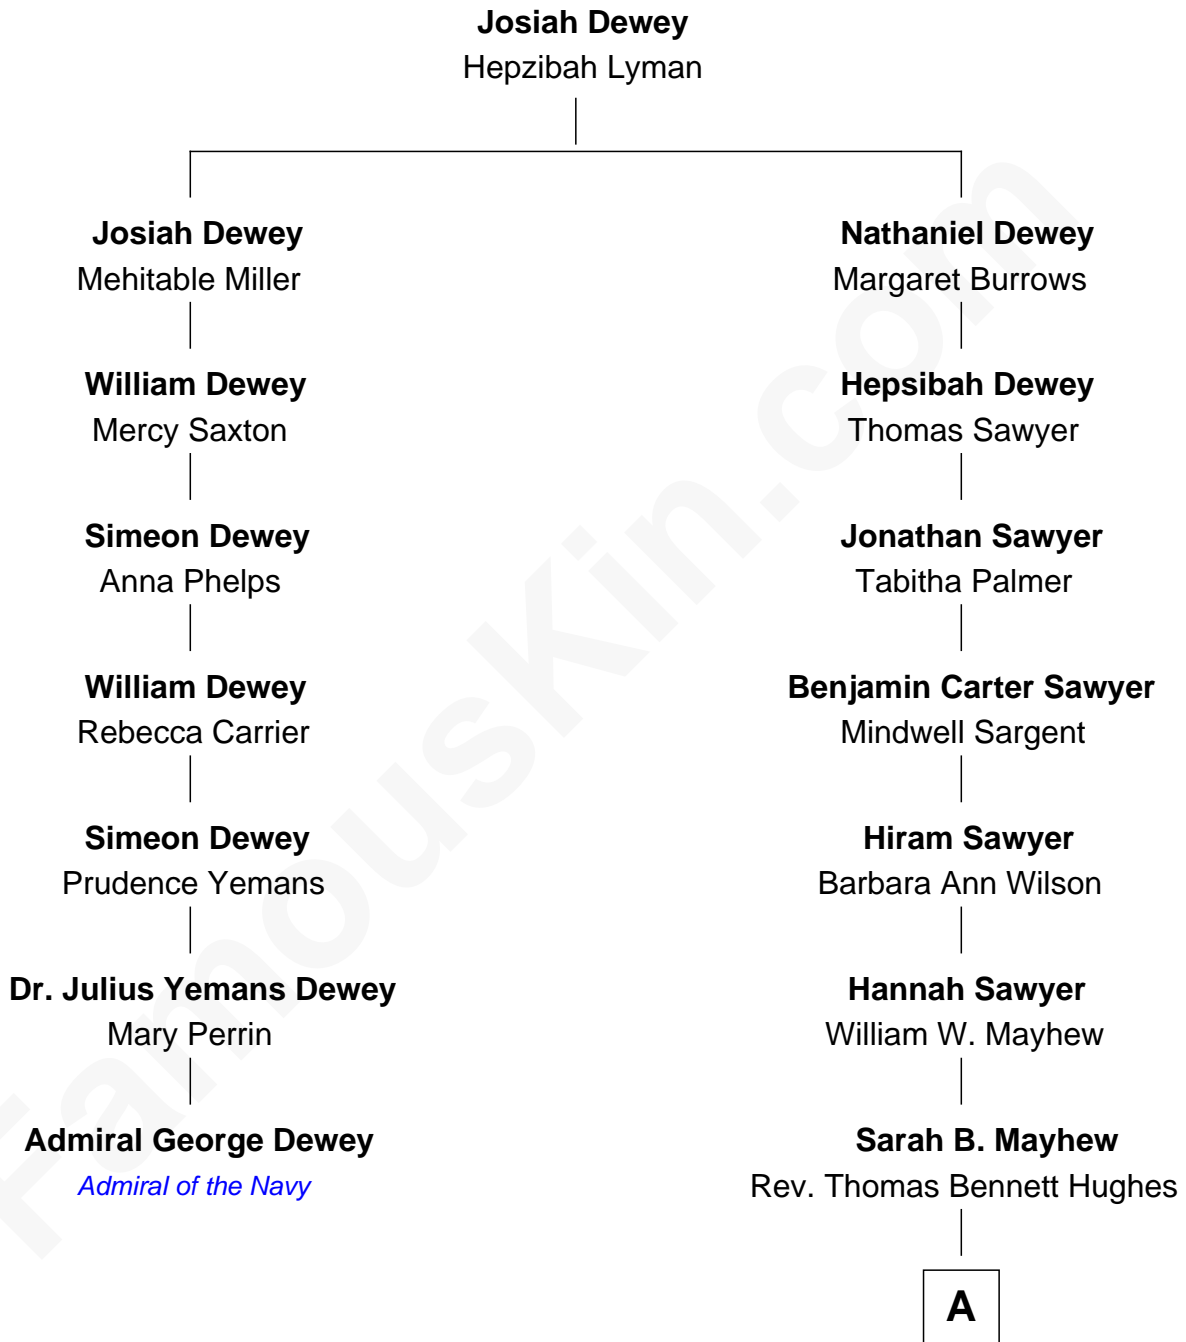 Josiah Dewey
Hepzibah Lyman
Josiah Dewey
Mehitable Miller
Nathaniel Dewey
Margaret Burrows
William Dewey
Mercy Saxton
Hepsibah Dewey
Thomas Sawyer
Simeon Dewey
Anna Phelps
Jonathan Sawyer
Tabitha Palmer
William Dewey
Rebecca Carrier
Benjamin Carter Sawyer
Mindwell Sargent
Simeon Dewey
Prudence Yemans
Hiram Sawyer
Barbara Ann Wilson
Dr. Julius Yemans Dewey
Mary Perrin
Hannah Sawyer
William W. Mayhew
Admiral George Dewey
Admiral of the Navy
Sarah B. Mayhew
Rev. Thomas Bennett Hughes
A
FamousKin.com